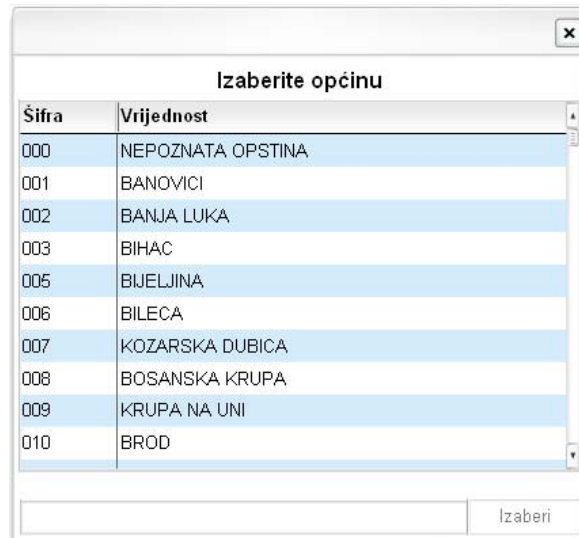 Izaberite općinu
Šifra Vrijednost
000 NEPOZNATA OPSTINA
001 BANOVICI
002 BANJA LUKA
003 BIHAC
005 BIJELJINA
006 BILECA
007 KOZARSKA DUBICA
008 BOSANSKA KRUPA
009 KRUPA NA UNI
010 BROD
Izaberi